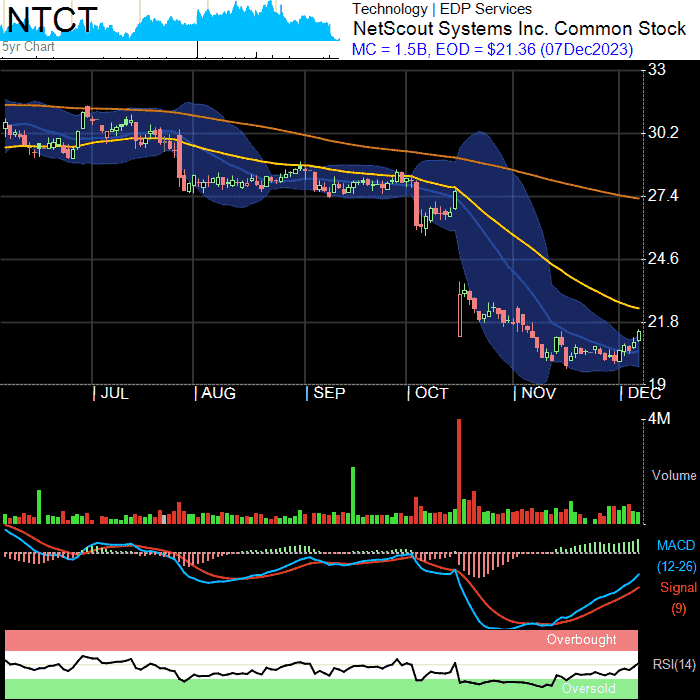 NTCT
5yr Chart
Technology | EDP Services
NetScout Systems Inc. Common Stock
MC = 1.5B, EOD = $21.36 (07Dec2023)
33
30.2
27.4
24.6
21.8
19
| JUL | AUG | SEP | OCT | NOV | DEC
4M
Volume
MACD
(12-26)
Signal
(9)
Overbought
RSI(14)
Oversold